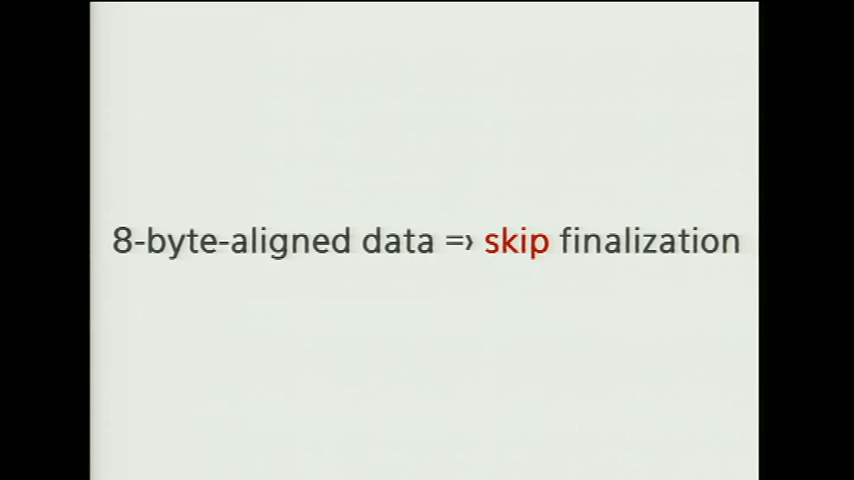 8-byte-aligned data => skip finalization